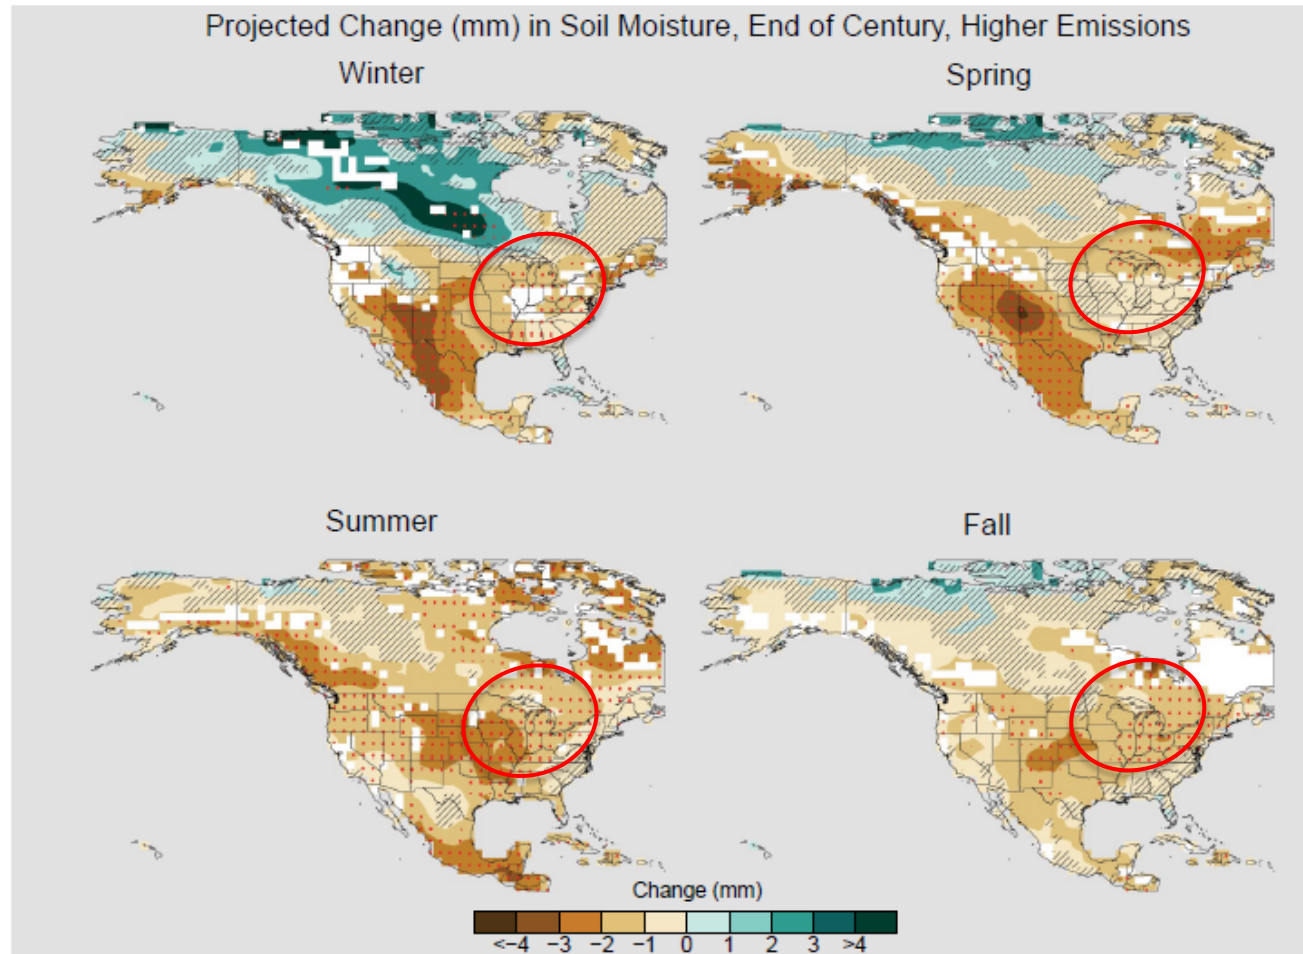 Projected Change (mm) in Soil Moisture, End of Century, Higher Emissions
Winter
Spring
Summer
Fall
Change (mm)
<−4 −3 −2 −1 0 1 2 3 >4